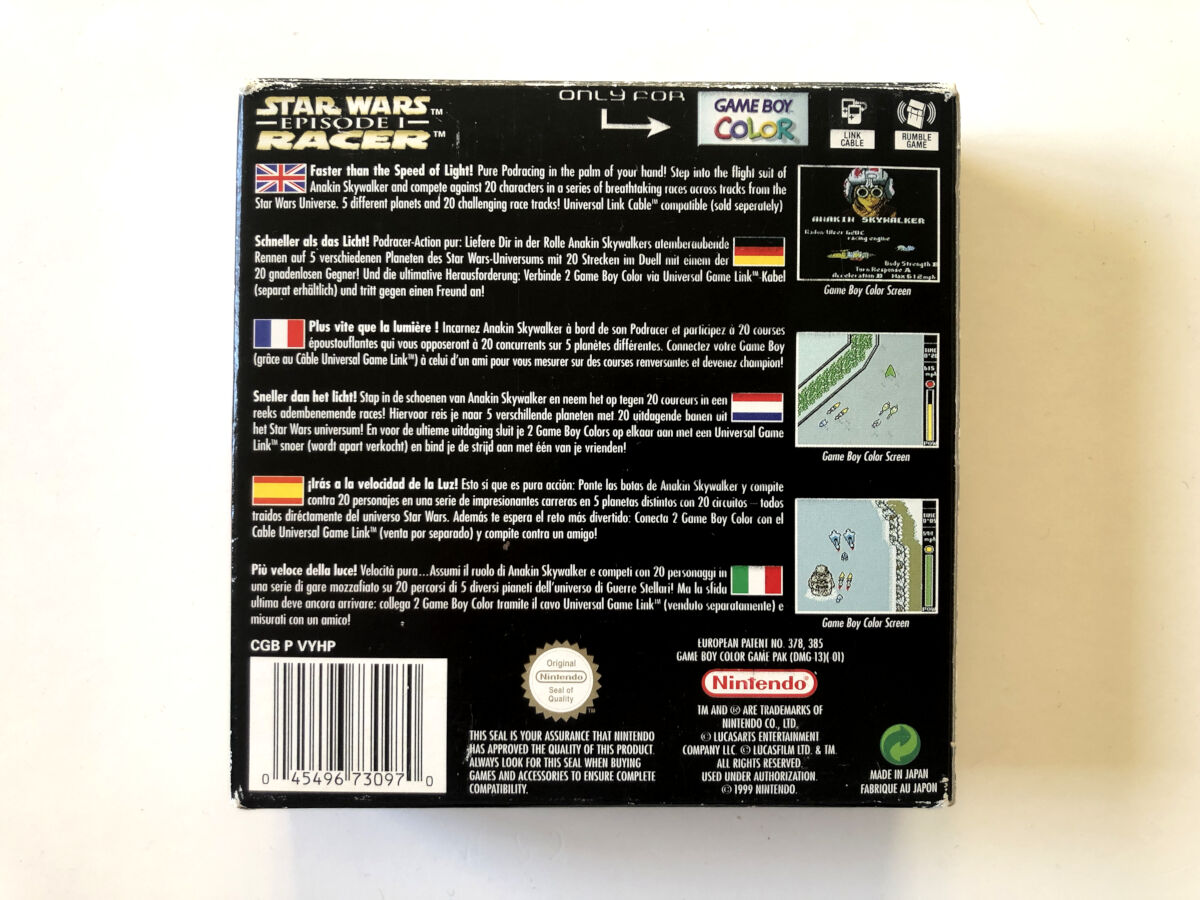 STAR WARS™
EPISODE I
RACER™
ONLY FOR
GAME BOY
COLOR
LINK
CABLE
RUMBLE
GAME
Faster than the Speed of Light! Pure Podracing in the palm of your hand! Step into the flight suit of
Anakin Skywalker and compete against 20 characters in a series of breathtaking races across tracks from the
Star Wars Universe. 5 different planets and 20 challenging race tracks! Universal Link Cable™ compatible (sold seperately)
ANAKIN SKYWALKER
racing engine
Body Strength
Turn Response A
Acceleration
Game Boy Color Screen
Schneller als das Licht! Podracer-Action pur: Liefere Dir in der Rolle Anakin Skywalkers atemberaubende
Rennen auf 5 verschiedenen Planeten des Star Wars-Universums mit 20 Strecken im Duell mit einem der
20 gnadenlosen Gegner! Und die ultimative Herausforderung: Verbinde 2 Game Boy Color via Universal Game Link™-Kabel
(separat erhältlich) und tritt gegen einen Freund an!
Plus vite que la lumière ! Incarnez Anakin Skywalker à bord de son Podracer et participez à 20 courses
époustouflantes qui vous opposeront à 20 concurrents sur 5 planètes différentes. Connectez votre Game Boy
(grâce au Câble Universal Game Link™) à celui d'un ami pour vous mesurer sur des courses renversantes et devenez champion!
TIME
mph
POW
Game Boy Color Screen
Sneller dan het licht! Stap in de schoenen van Anakin Skywalker en neem het op tegen 20 coureurs in een
reeks adembenemende races! Hiervoor reis je naar 5 verschillende planeten met 20 uitdagende banen uit
het Star Wars universum! En voor de ultieme uitdaging sluit je 2 Game Boy Colors op elkaar aan met een Universal Game
Link™ snoer (wordt apart verkocht) en bind je de strijd aan met één van je vrienden!
¡Irás a la velocidad de la Luz! Esto si que es pura acción: Ponte las botas de Anakin Skywalker y compite
contra 20 personajes en una serie de impresionantes carreras en 5 planetas distintos con 20 circuitos – todos
traidos diréctamente del universo Star Wars. Además te espera el reto más divertido: Conecta 2 Game Boy Color con el
Cable Universal Game Link™ (venta por separado) y compite contra un amigo!
TIME
mph
POW
Game Boy Color Screen
Più veloce della luce! Velocità pura...Assumi il ruolo di Anakin Skywalker e competi con 20 personaggi in
una serie di gare mozzafiato su 20 percorsi di 5 diversi pianeti dell'universo di Guerre Stellari! Ma la sfida
ultima deve ancora arrivare: collega 2 Game Boy Color tramite il cavo Universal Game Link™ (venduto separatamente) e
misurati con un amico!
CGB P VYHP
0 45496 73097 0
Original
Nintendo
Seal of
Quality
TM
THIS SEAL IS YOUR ASSURANCE THAT NINTENDO
HAS APPROVED THE QUALITY OF THIS PRODUCT.
ALWAYS LOOK FOR THIS SEAL WHEN BUYING
GAMES AND ACCESSORIES TO ENSURE COMPLETE
COMPATIBILITY.
EUROPEAN PATENT NO. 378, 385
GAME BOY COLOR GAME PAK (DMG-13)( 01)
Nintendo®
TM AND ® ARE TRADEMARKS OF
NINTENDO CO., LTD.
© LUCASARTS ENTERTAINMENT
COMPANY LLC. © LUCASFILM LTD. & TM.
ALL RIGHTS RESERVED.
USED UNDER AUTHORIZATION.
© 1999 NINTENDO.
MADE IN JAPAN
FABRIQUE AU JAPON